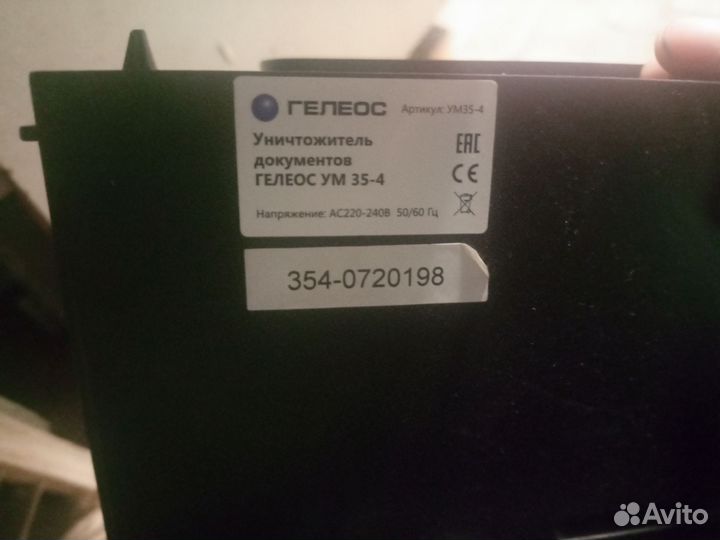 ГЕЛЕОС Артикул: УМ35-4
Уничтожитель
документов
ГЕЛЕОС УМ 35-4
EAC
CE
Напряжение: AC220-240В 50/60 Гц
354-0720198
Avito